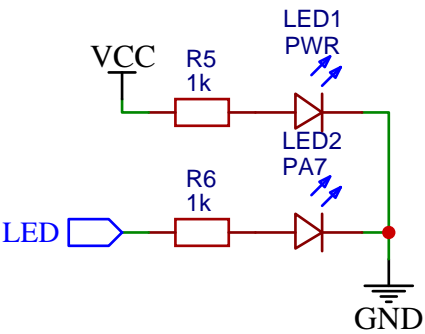 LED1
PWR
VCC
R5
1k
LED2
PA7
R6
1k
LED
GND